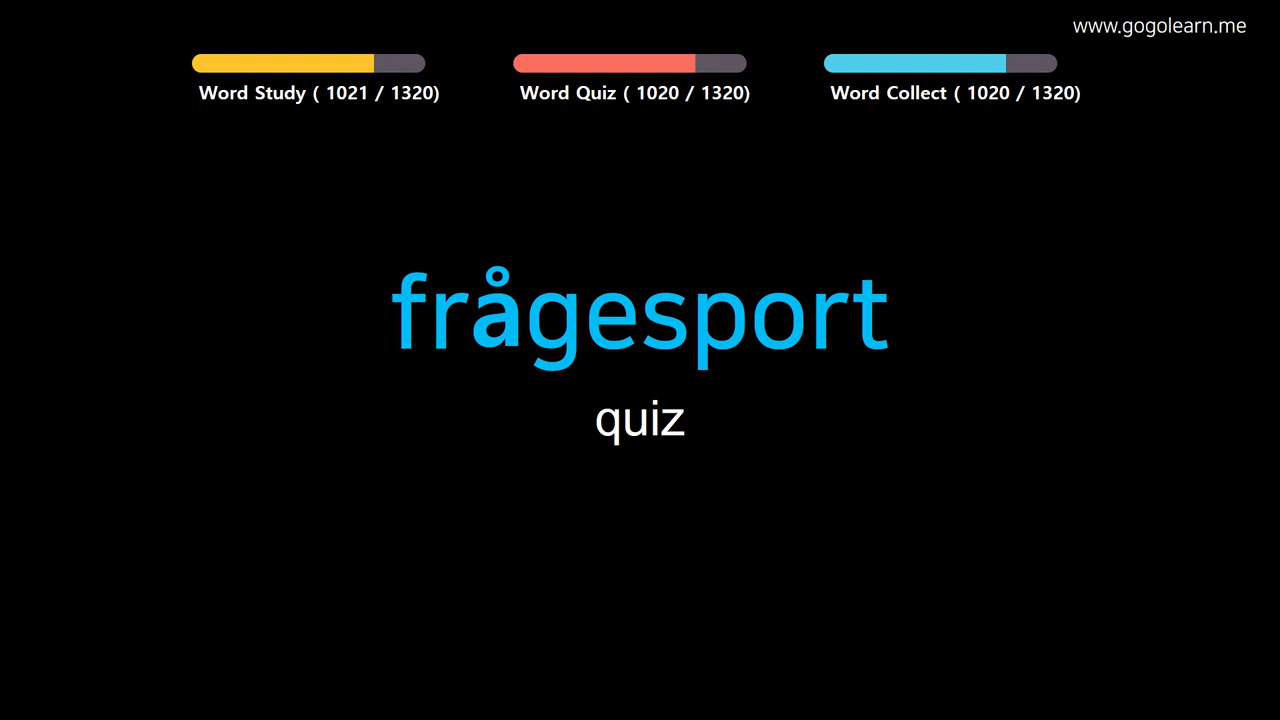 www.gogolearn.me
Word Study ( 1021 / 1320)
Word Quiz ( 1020 / 1320)
Word Collect ( 1020 / 1320)
frågesport
quiz